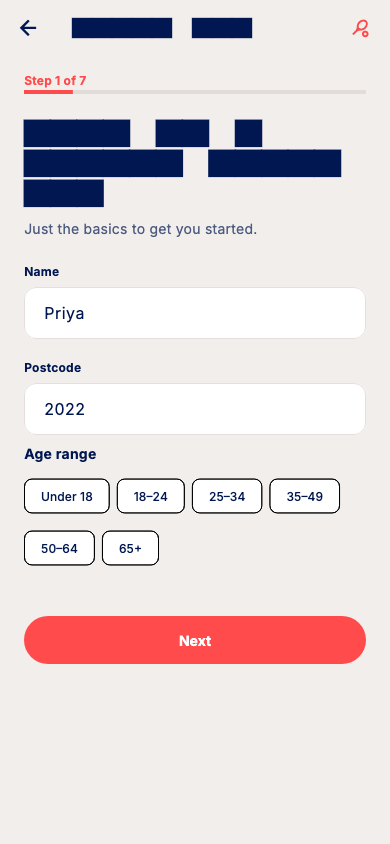 Step 1 of 7
Just the basics to get you started.
Name
Priya
Postcode
2022
Age range
Under 18
18–24
25–34
35–49
50–64
65+
Next